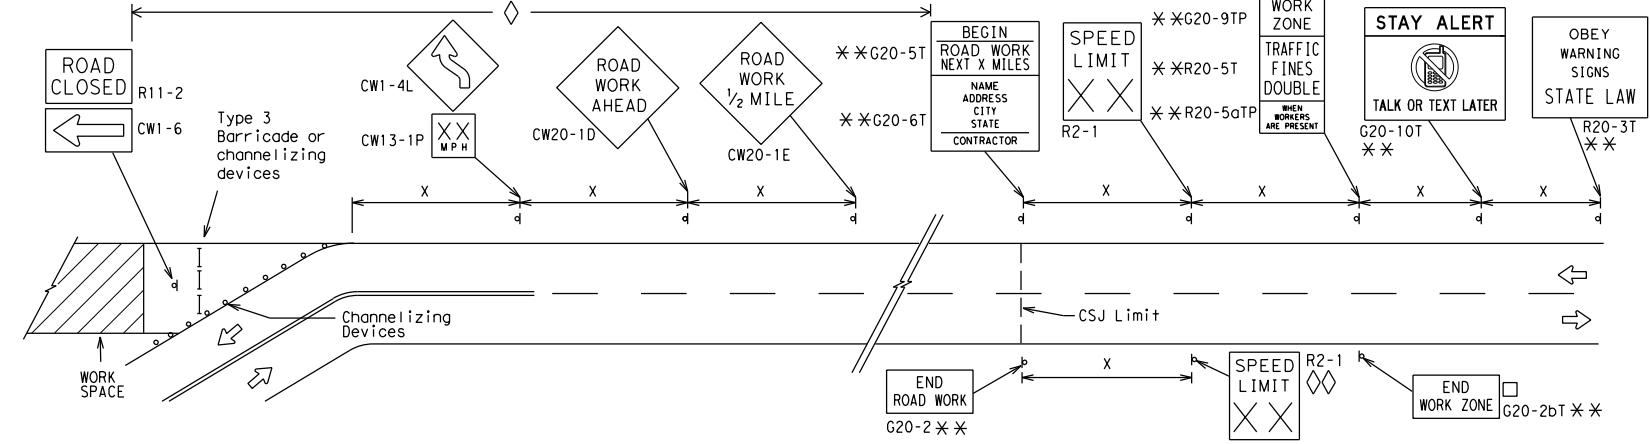 ROAD
CLOSED
R11-2
CW1-6
Type 3
Barricade or
channelizing
devices
CW1-4L
XX
MPH
CW13-1P
ROAD
WORK
AHEAD
CW20-1D
ROAD
WORK
1/2 MILE
CW20-1E
**G20-5T
BEGIN
ROAD WORK
NEXT X MILES
**G20-6T
NAME
ADDRESS
CITY
STATE
CONTRACTOR
SPEED
LIMIT
X X
R2-1
**G20-9TP
WORK
ZONE
**R20-5T
TRAFFIC
FINES
DOUBLE
**R20-5aTP
WHEN
WORKERS
ARE PRESENT
STAY ALERT
TALK OR TEXT LATER
G20-10T
**
OBEY
WARNING
SIGNS
STATE LAW
R20-3T
**
X
X
X
X
X
X
X
Channelizing
Devices
WORK
SPACE
CSJ Limit
X
END
ROAD WORK
G20-2**
SPEED
LIMIT
X X
R2-1
END
WORK ZONE
G20-2bT **